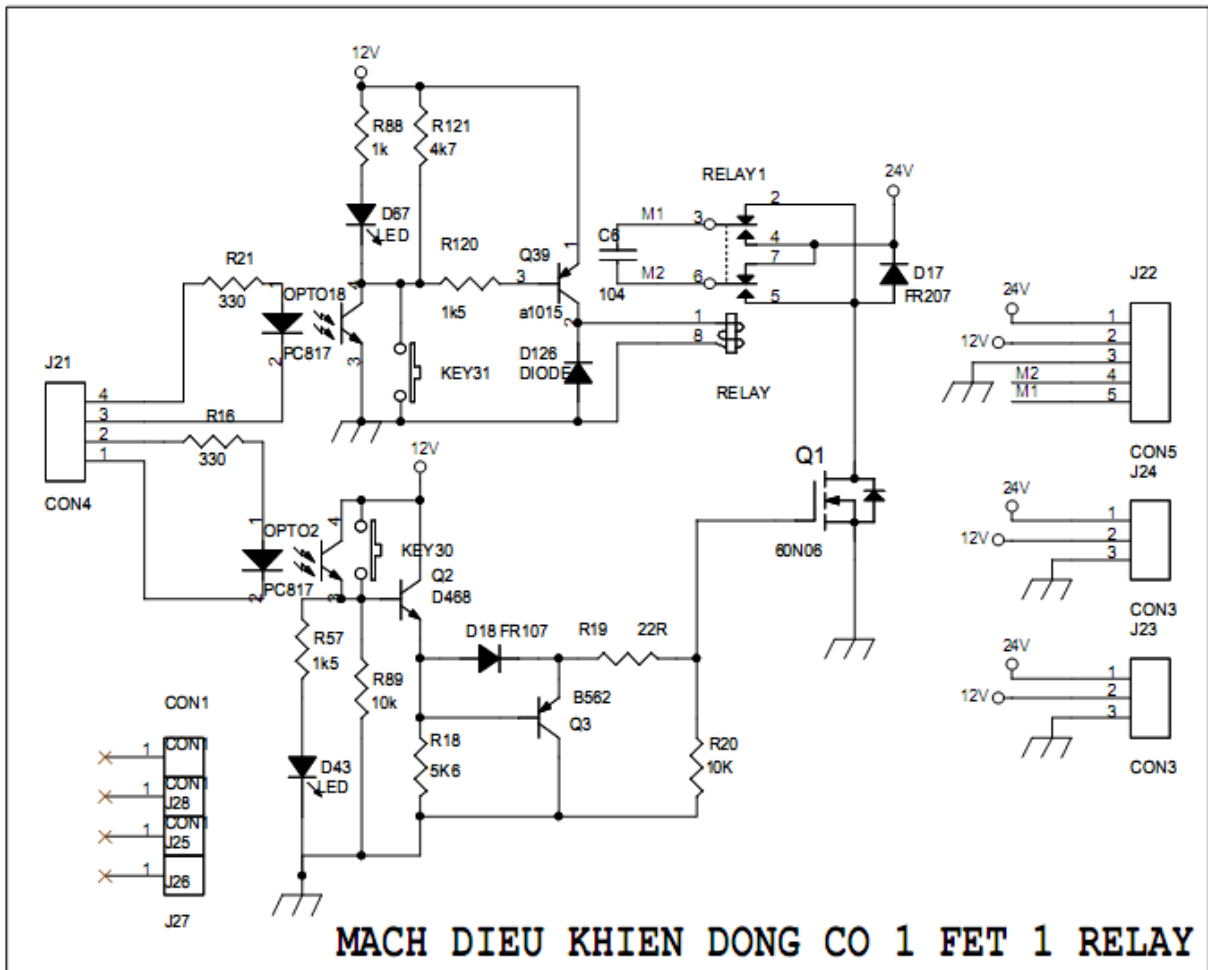 12V
R88
1k
R121
4k7
D67
LED
R21
330
OPTO18
1
2
4
3
PC817
KEY31
R120
1k5
Q39
3
1
2
a1015
D126
DIODE
RELAY1
M1
3
2
4
7
C6
104
M2
6
5
1
8
RELAY
24V
D17
FR207
J22
24V
1
12V
2
3
M2
4
M1
5
CON5
J21
4
3
2
1
CON4
R16
330
12V
OPTO2
1
2
4
3
PC817
KEY30
Q2
D468
R57
1k5
R89
10k
D43
LED
D18 FR107
R19
22R
B562
Q3
R18
5K6
R20
10K
Q1
60N06
J24
24V
1
12V
2
3
CON3
J23
24V
1
12V
2
3
CON3
CON1
1
CON1
1
CON1
J28
1
CON1
J25
1
J26
J27
MACH DIEU KHIEN DONG CO 1 FET 1 RELAY